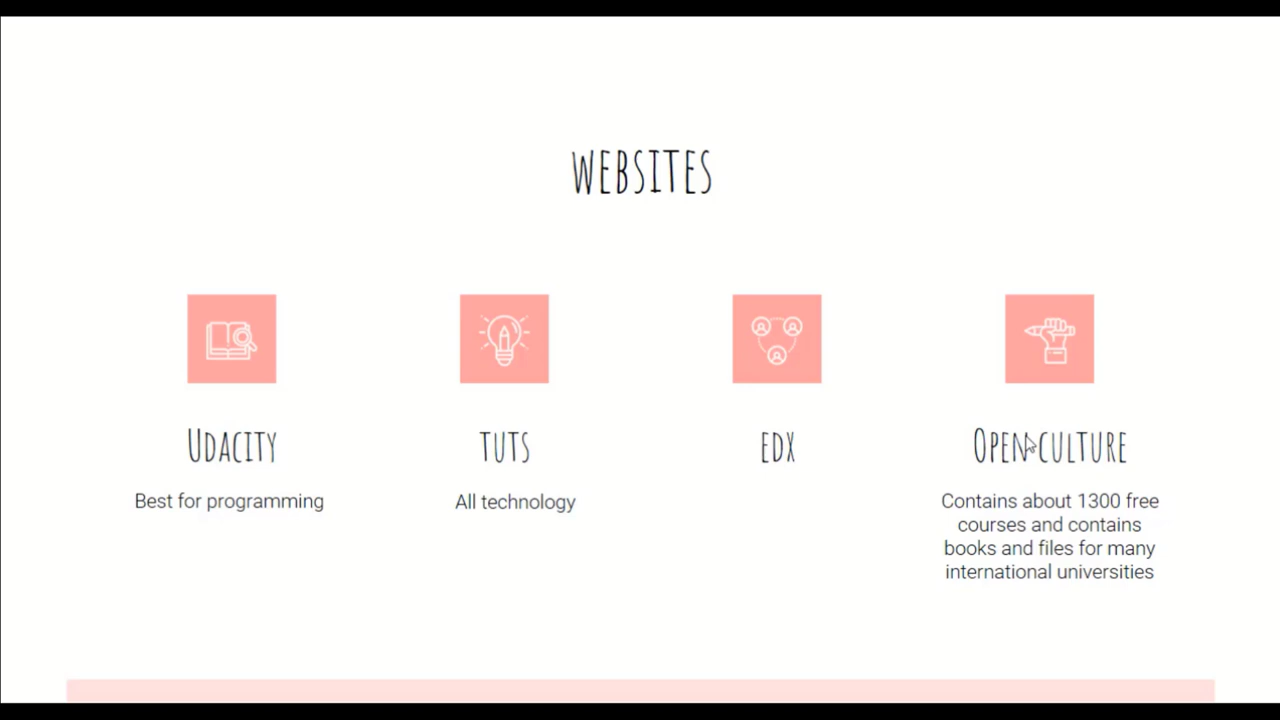 WEBSITES
UDACITY
Best for programming
TUTS
All technology
EDX
OPEN CULTURE
Contains about 1300 free
courses and contains
books and files for many
international universities